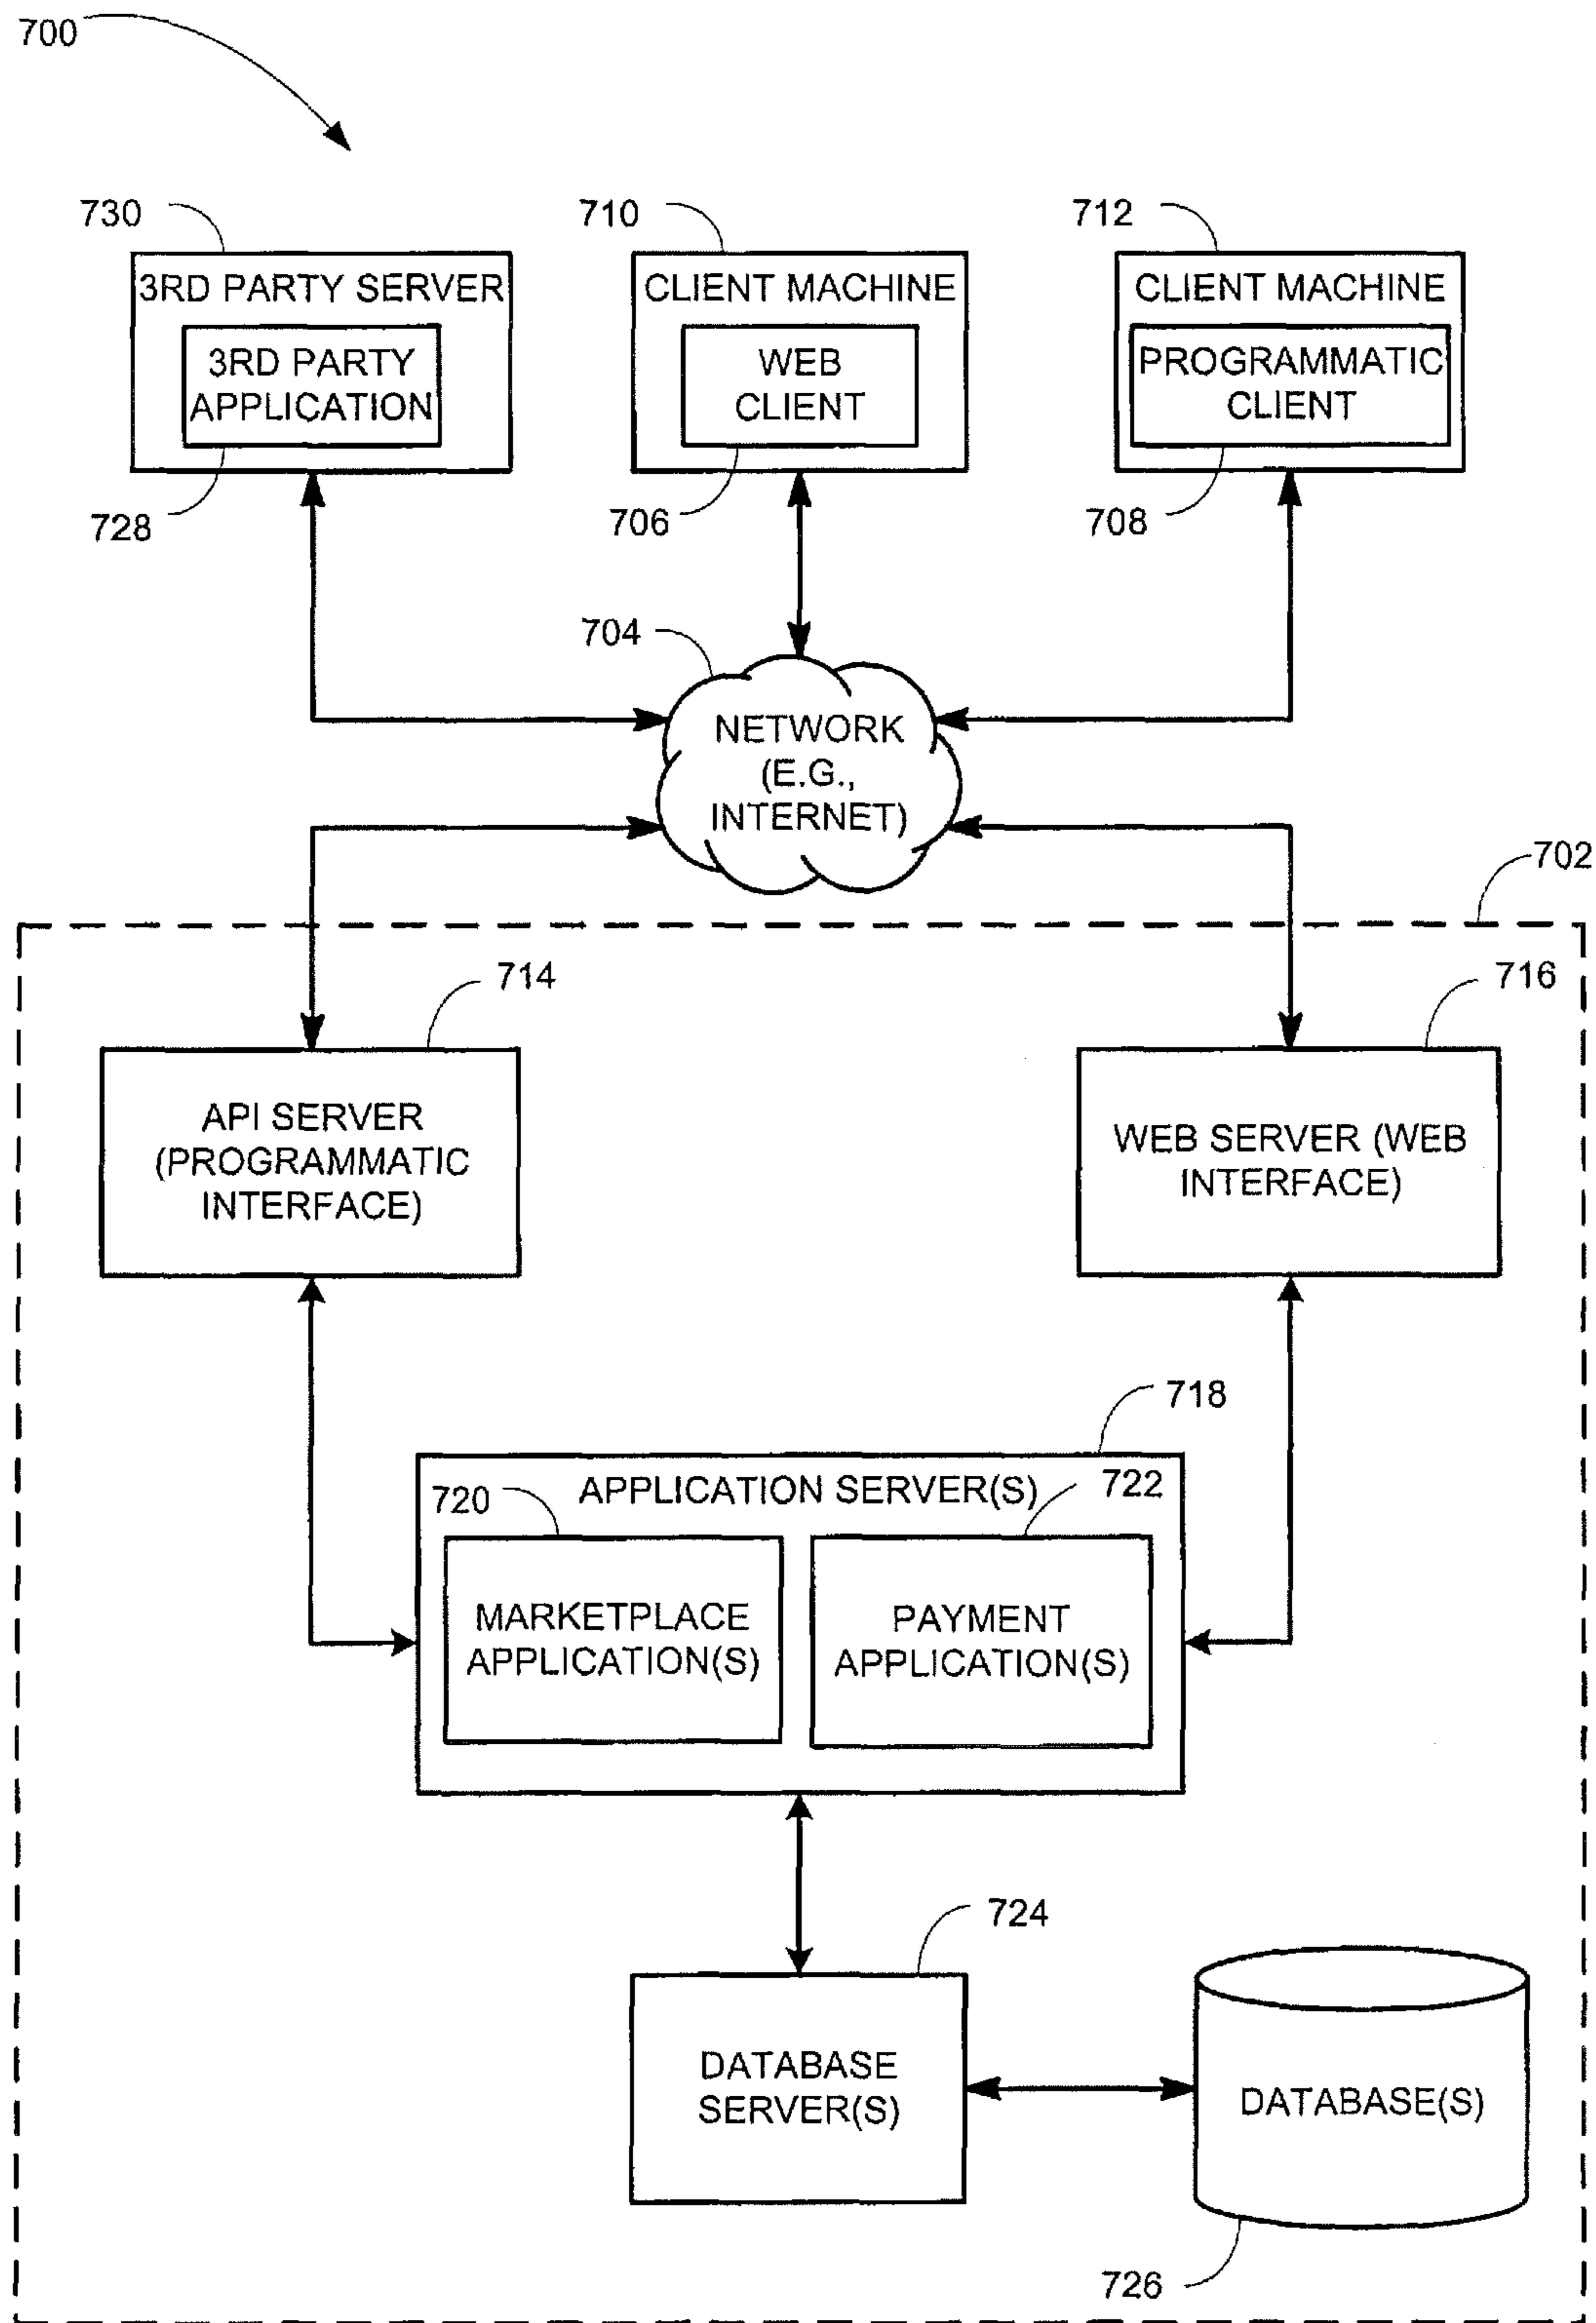 700
730
710
712
3RD PARTY SERVER
3RD PARTY
APPLICATION
CLIENT MACHINE
WEB
CLIENT
CLIENT MACHINE
PROGRAMMATIC
CLIENT
728
706
708
704
NETWORK
(E.G.,
INTERNET)
702
714
716
API SERVER
(PROGRAMMATIC
INTERFACE)
WEB SERVER (WEB
INTERFACE)
718
APPLICATION SERVER(S)
720
722
MARKETPLACE
APPLICATION(S)
PAYMENT
APPLICATION(S)
724
DATABASE
SERVER(S)
DATABASE(S)
726